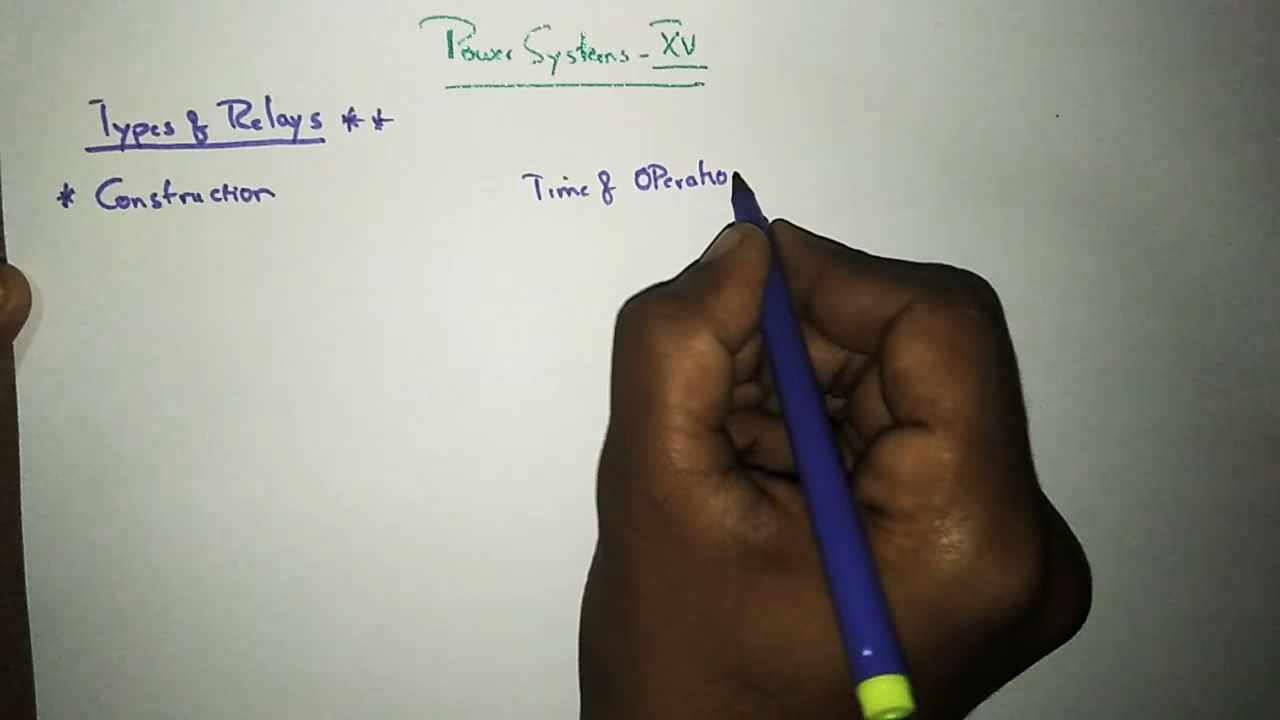 Power Systems - XV
Types of Relays **
* Construction
Time of OPeratio